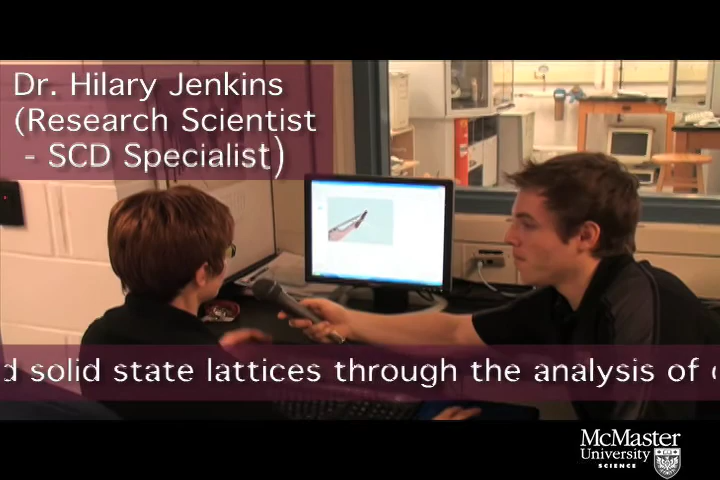 Dr. Hilary Jenkins
(Research Scientist
- SCD Specialist)
solid state lattices through the analysis of
McMaster
University
SCIENCE